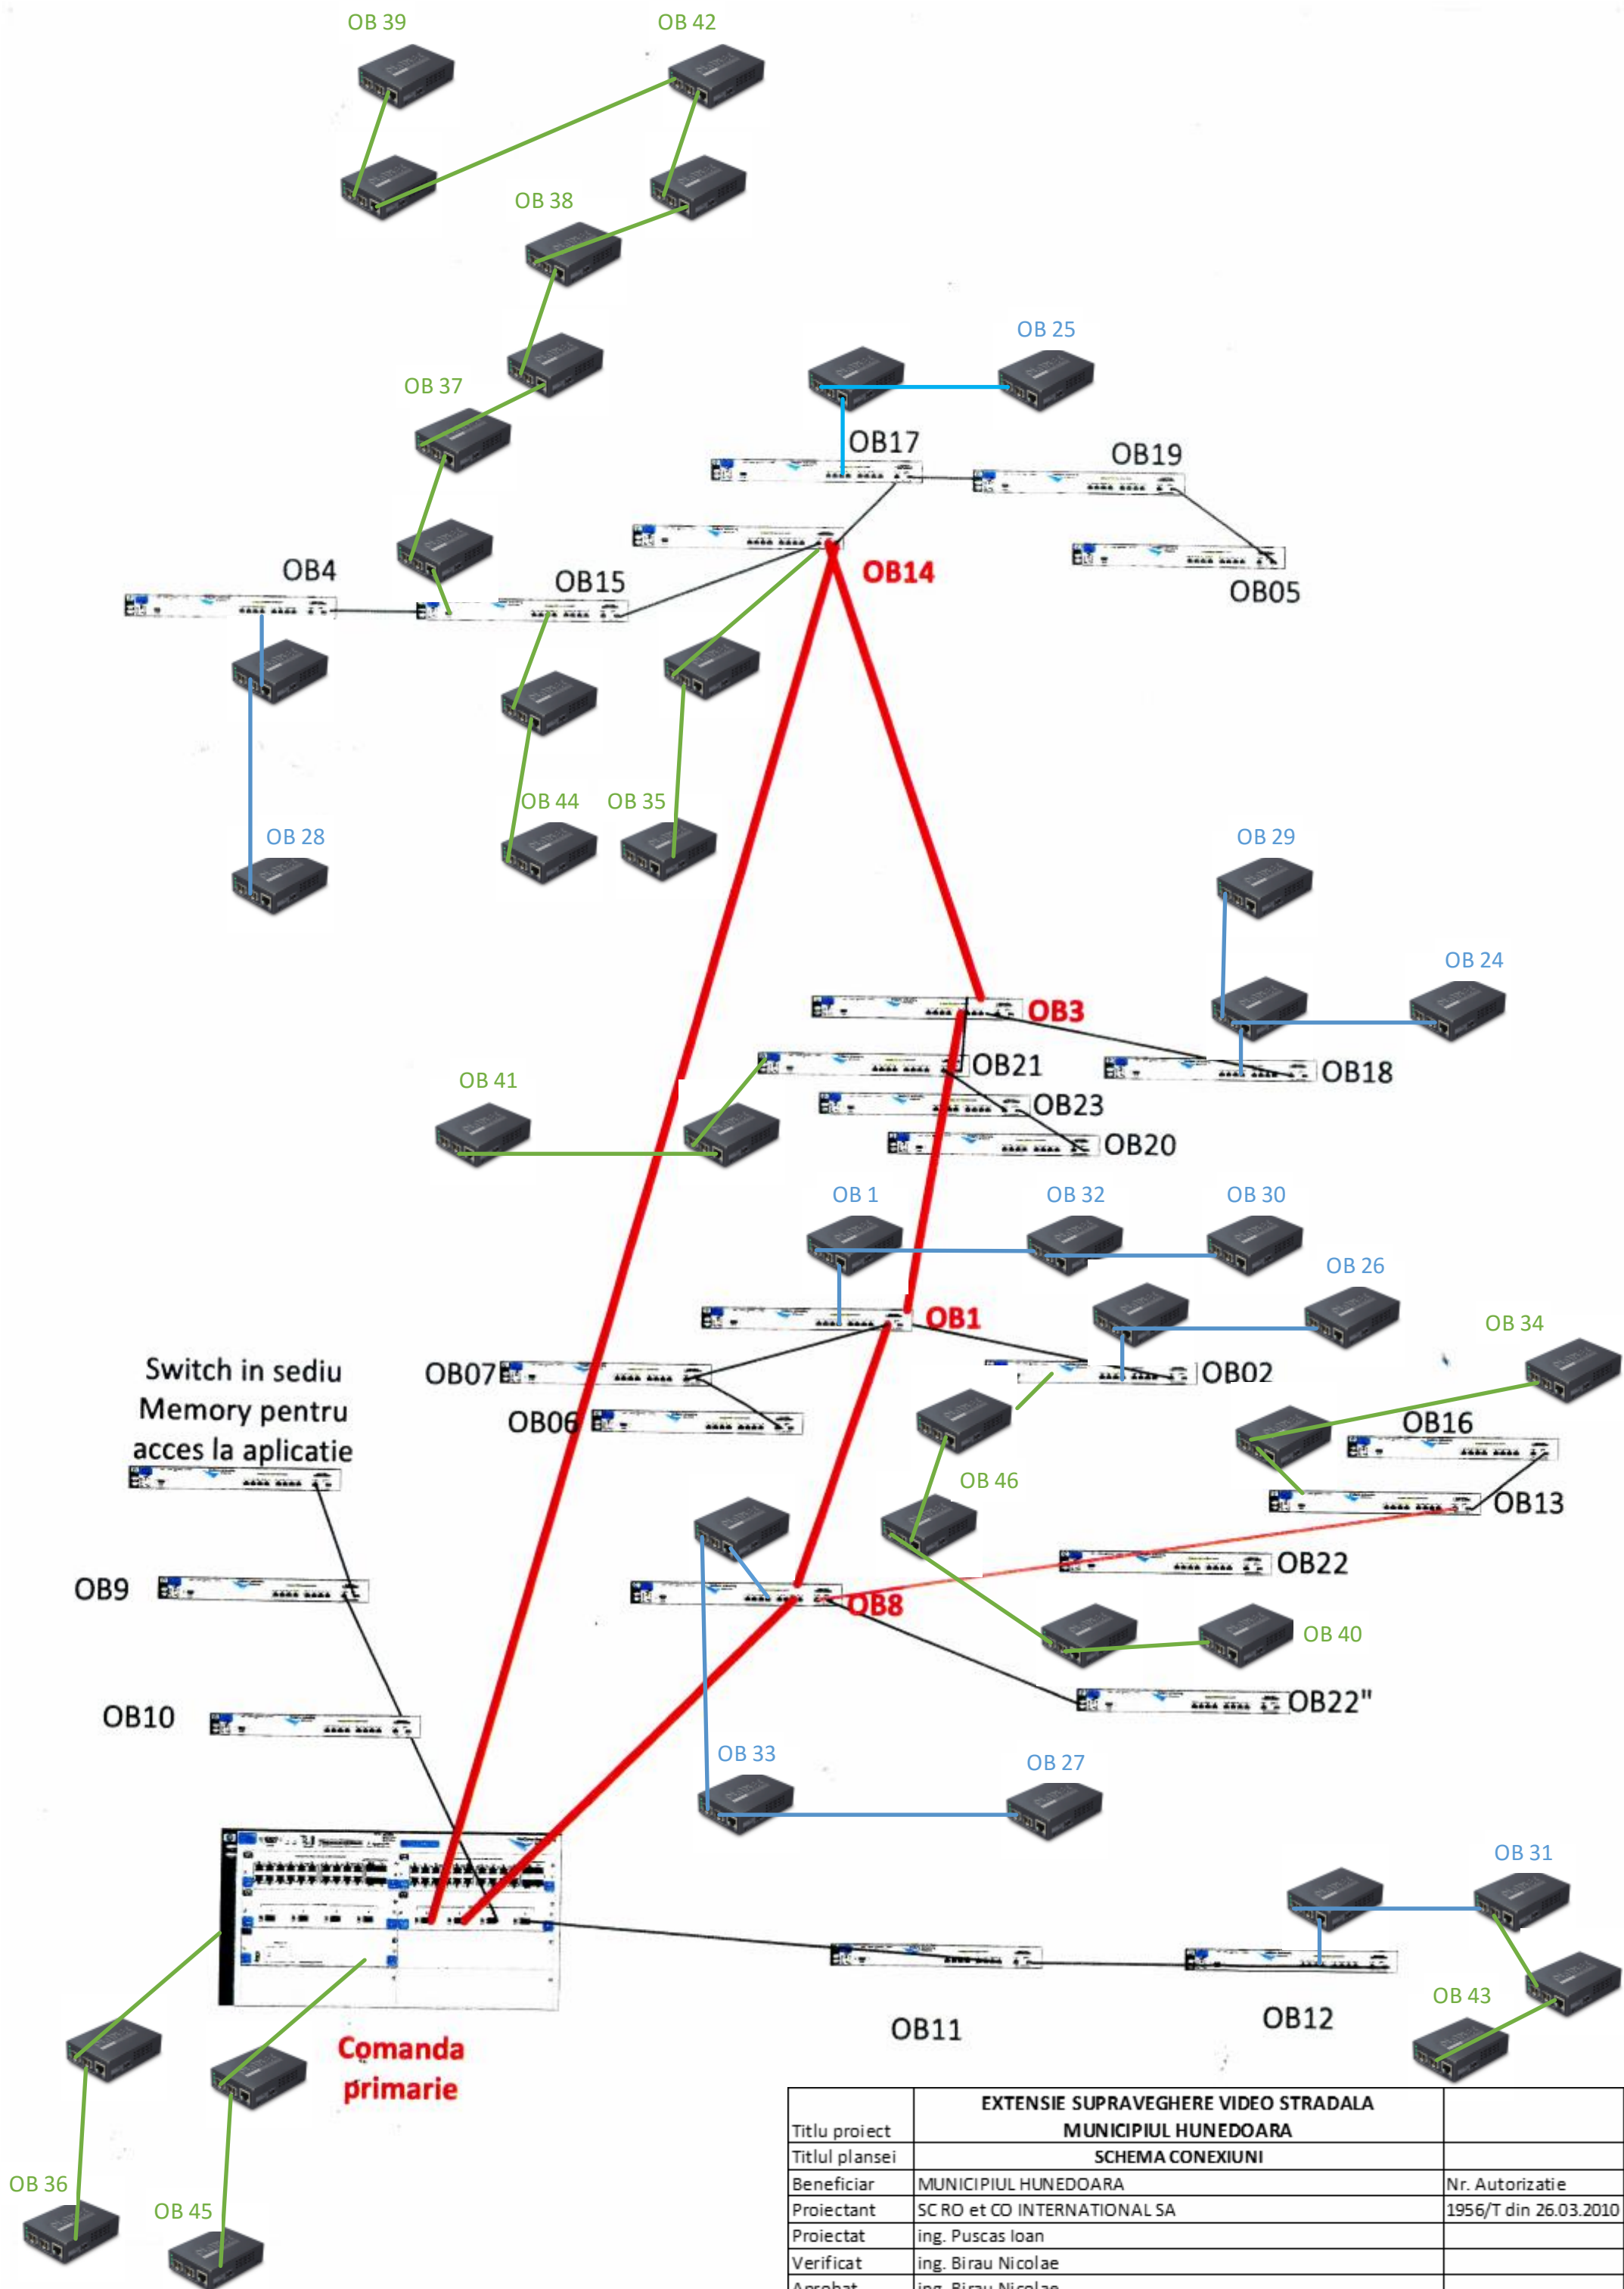 OB 39
OB 42
OB 38
OB 25
OB 37
OB17
OB19
OB14
OB4
OB15
OB05
OB 44
OB 35
OB 28
OB 29
OB 24
OB3
OB21
OB18
OB 41
OB23
OB20
OB 1
OB 32
OB 30
OB 26
OB1
OB 34
Switch in sediu
Memory pentru
acces la aplicatie
OB07
OB02
OB06
OB16
OB 46
OB13
OB22
OB9
OB8
OB 40
OB10
OB22"
OB 33
OB 27
OB 31
OB 43
OB11
OB12
Comanda
primarie
OB 36
OB 45
Titlu proiect EXTENSIE SUPRAVEGHERE VIDEO STRADALA
MUNICIPIUL HUNEDOARA
Titlul plansei SCHEMA CONEXIUNI
Beneficiar MUNICIPIUL HUNEDOARA Nr. Autorizatie
Proiectant SC RO et CO INTERNATIONAL SA 1956/T din 26.03.2010
Proiectat ing. Puscas Ioan
Verificat ing. Birau Nicolae
Aprobat ing. Birau Nicolae